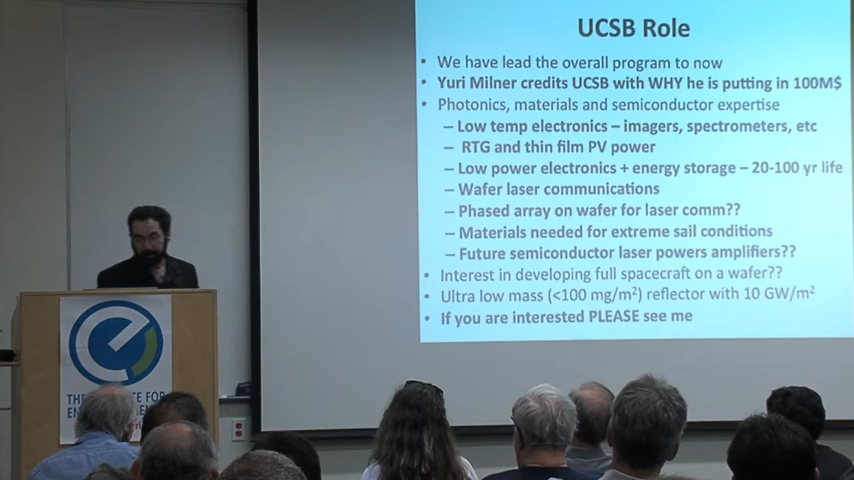 UCSB Role
• We have lead the overall program to now
• Yuri Milner credits UCSB with WHY he is putting in 100M$
• Photonics, materials and semiconductor expertise
– Low temp electronics – imagers, spectrometers, etc
– RTG and thin film PV power
– Low power electronics + energy storage – 20-100 yr life
– Wafer laser communications
– Phased array on wafer for laser comm??
– Materials needed for extreme sail conditions
– Future semiconductor laser powers amplifiers??
• Interest in developing full spacecraft on a wafer??
• Ultra low mass (<100 mg/m²) reflector with 10 GW/m²
• If you are interested PLEASE see me